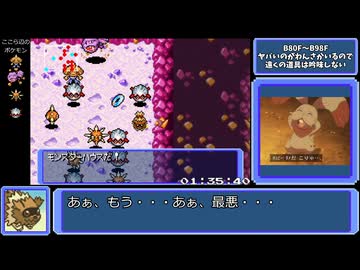 ここら辺の
ポケモン
B80F～B98F
ヤバいのがわんさかいるので
遠くの道具は吟味しない
モンスターハウスだ！
01:35:40
あぁ、もう・・・あぁ、最悪・・・